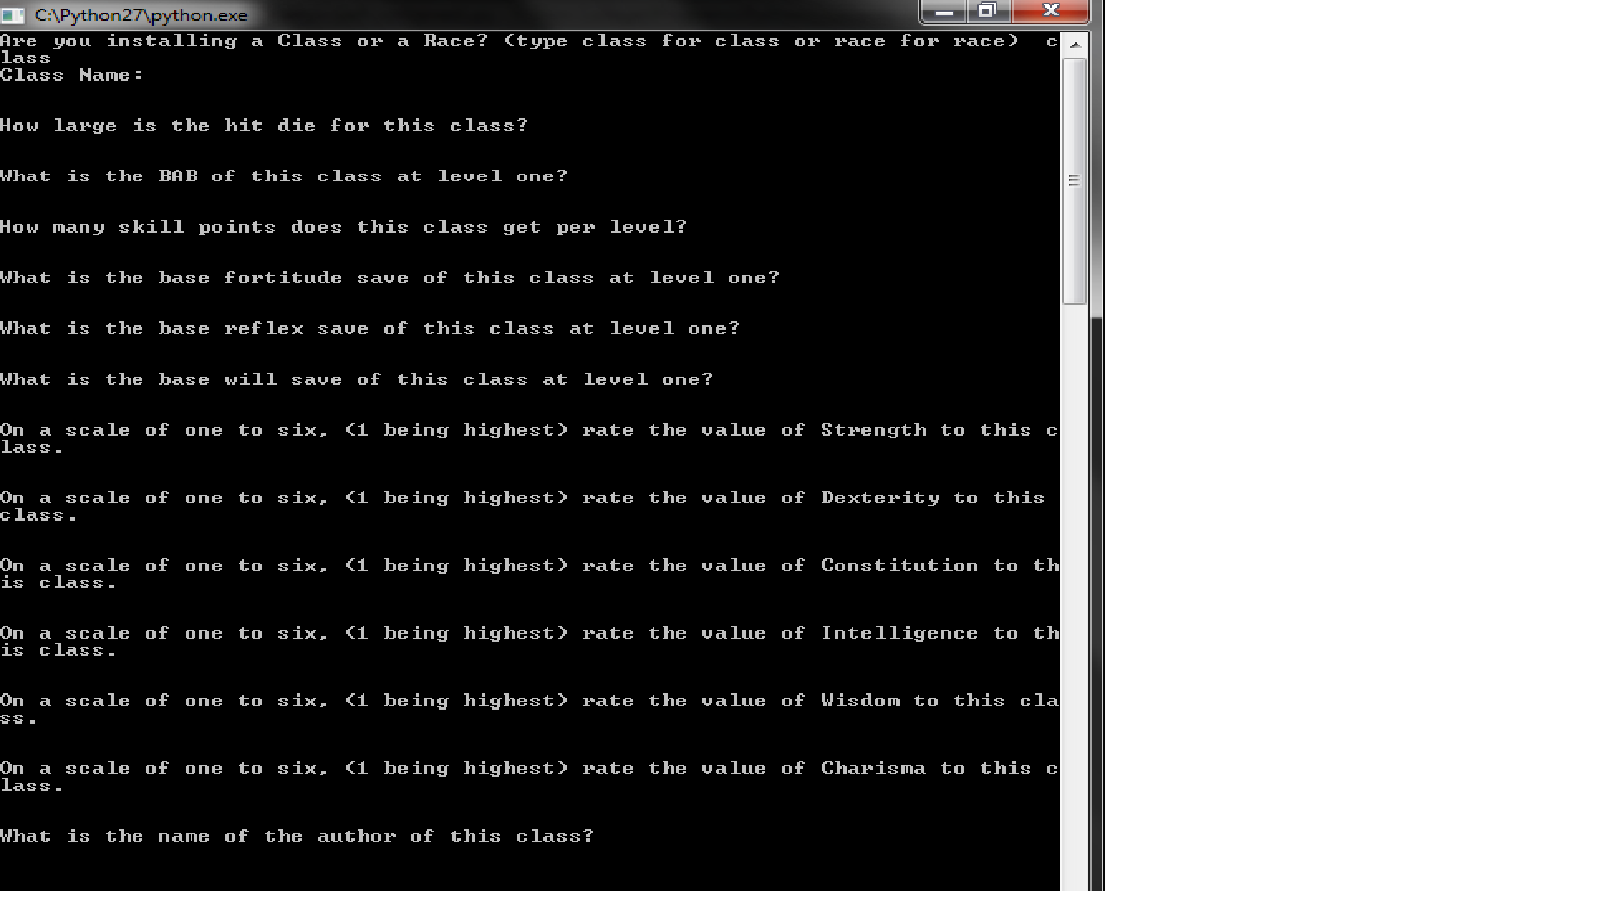 C:\Python27\python.exe
Are you installing a Class or a Race? (type class for class or race for race)  c
lass
Class Name:
How large is the hit die for this class?
What is the BAB of this class at level one?
How many skill points does this class get per level?
What is the base fortitude save of this class at level one?
What is the base reflex save of this class at level one?
What is the base will save of this class at level one?
On a scale of one to six, (1 being highest) rate the value of Strength to this c
lass.
On a scale of one to six, (1 being highest) rate the value of Dexterity to this
class.
On a scale of one to six, (1 being highest) rate the value of Constitution to th
is class.
On a scale of one to six, (1 being highest) rate the value of Intelligence to th
is class.
On a scale of one to six, (1 being highest) rate the value of Wisdom to this cla
ss.
On a scale of one to six, (1 being highest) rate the value of Charisma to this c
lass.
What is the name of the author of this class?